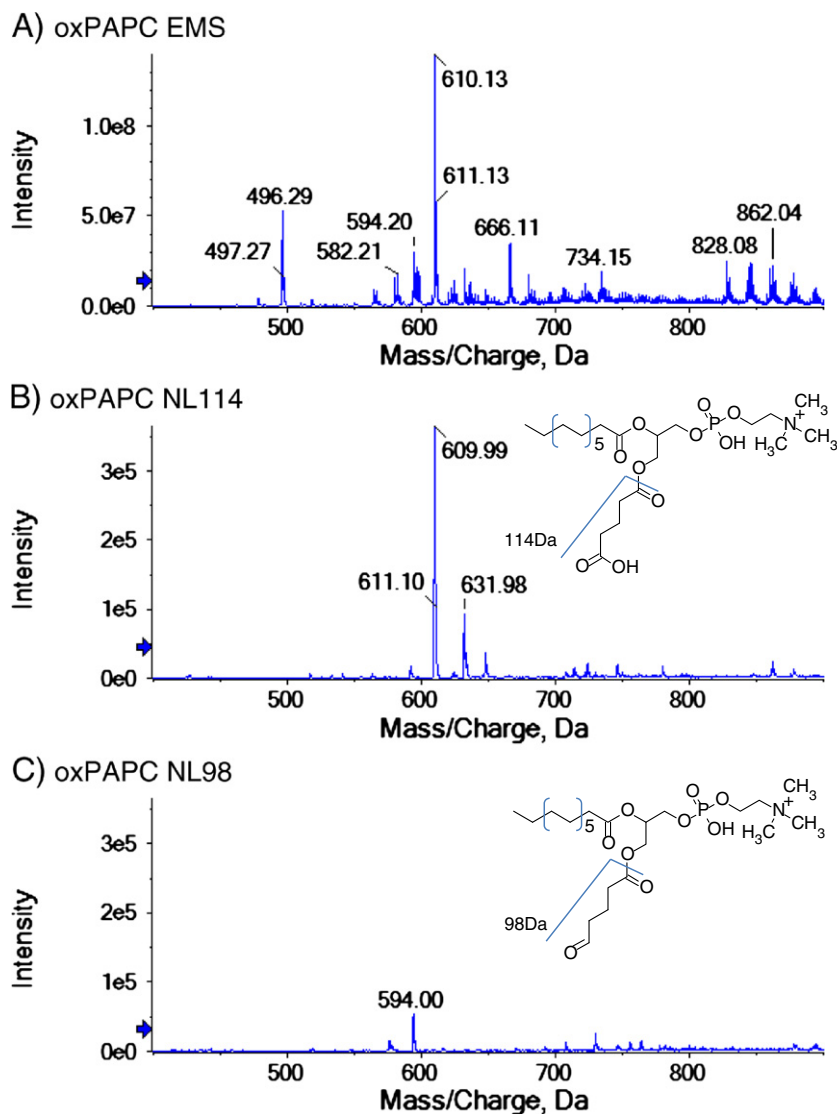 A) oxPAPC EMS
610.13
1.0e8
611.13
496.29
594.20
5.0e7
497.27
582.21
666.11
734.15
828.08
862.04
0.0e0
Intensity
500
600
700
800
Mass/Charge, Da
B) oxPAPC NL114
5
O
O
O
O
P
O
OH
O
N+
CH3
CH3
H3C
O
O
114Da
O
OH
3e5
609.99
2e5
611.10
631.98
1e5
0e0
Intensity
500
600
700
800
Mass/Charge, Da
C) oxPAPC NL98
5
O
O
O
O
P
O
OH
O
N+
CH3
CH3
H3C
O
O
98Da
O
3e5
2e5
1e5
594.00
0e0
Intensity
500
600
700
800
Mass/Charge, Da